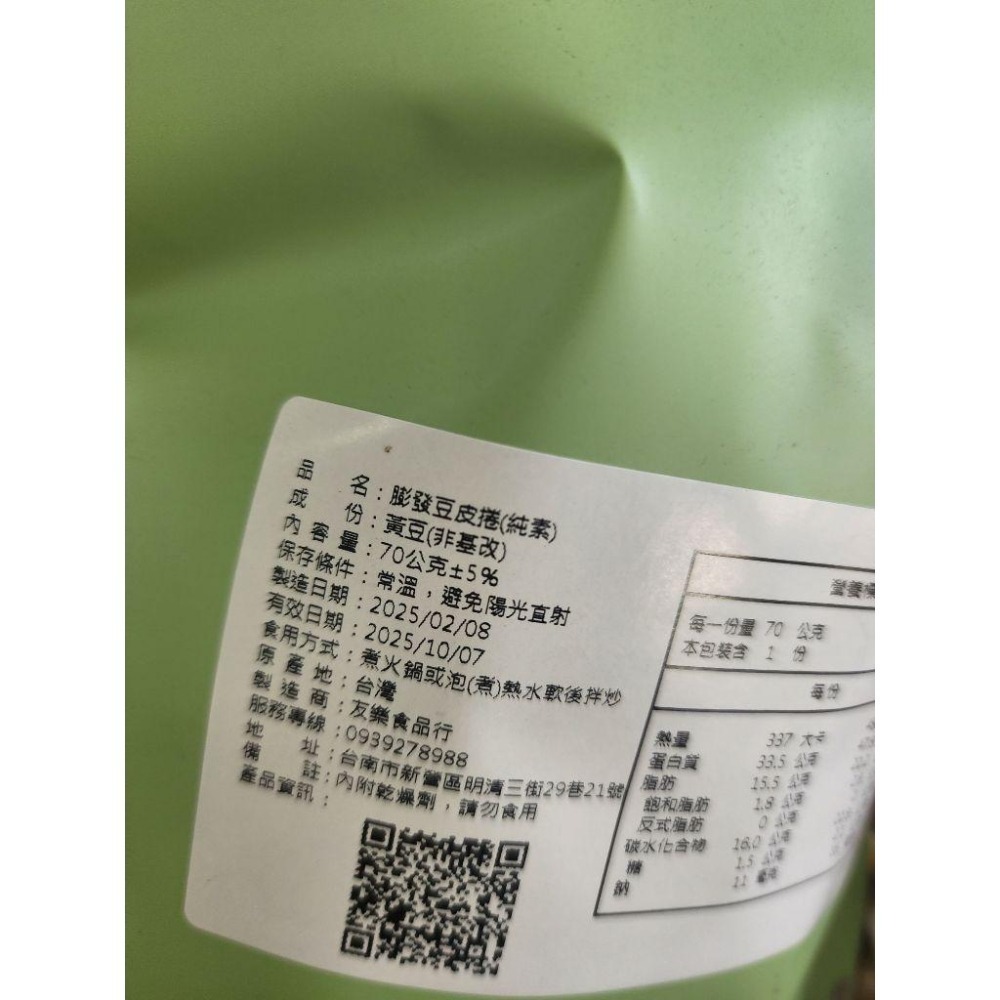 品名：膨發豆皮捲(純素)
成份：黃豆(非基改)
內容量：70公克±5%
保存條件：常溫，避免陽光直射
製造日期：2025/02/08
有效日期：2025/10/07
食用方式：煮火鍋或泡(煮)熱水軟後拌炒
原產地：台灣
製造商：友樂食品行
服務專線：0939278988
地址：台南市新營區明清三街29巷21號
備註：內附乾燥劑，請勿食用
產品資訊：
營養
每一份量 70 公克
本包裝含 1 份
每份
熱量 337 大卡
蛋白質 33.5 公克
脂肪 15.5 公克
飽和脂肪 1.8 公克
反式脂肪 0 公克
碳水化合物 16.0 公克
糖 1.5 公克
鈉 11 毫克